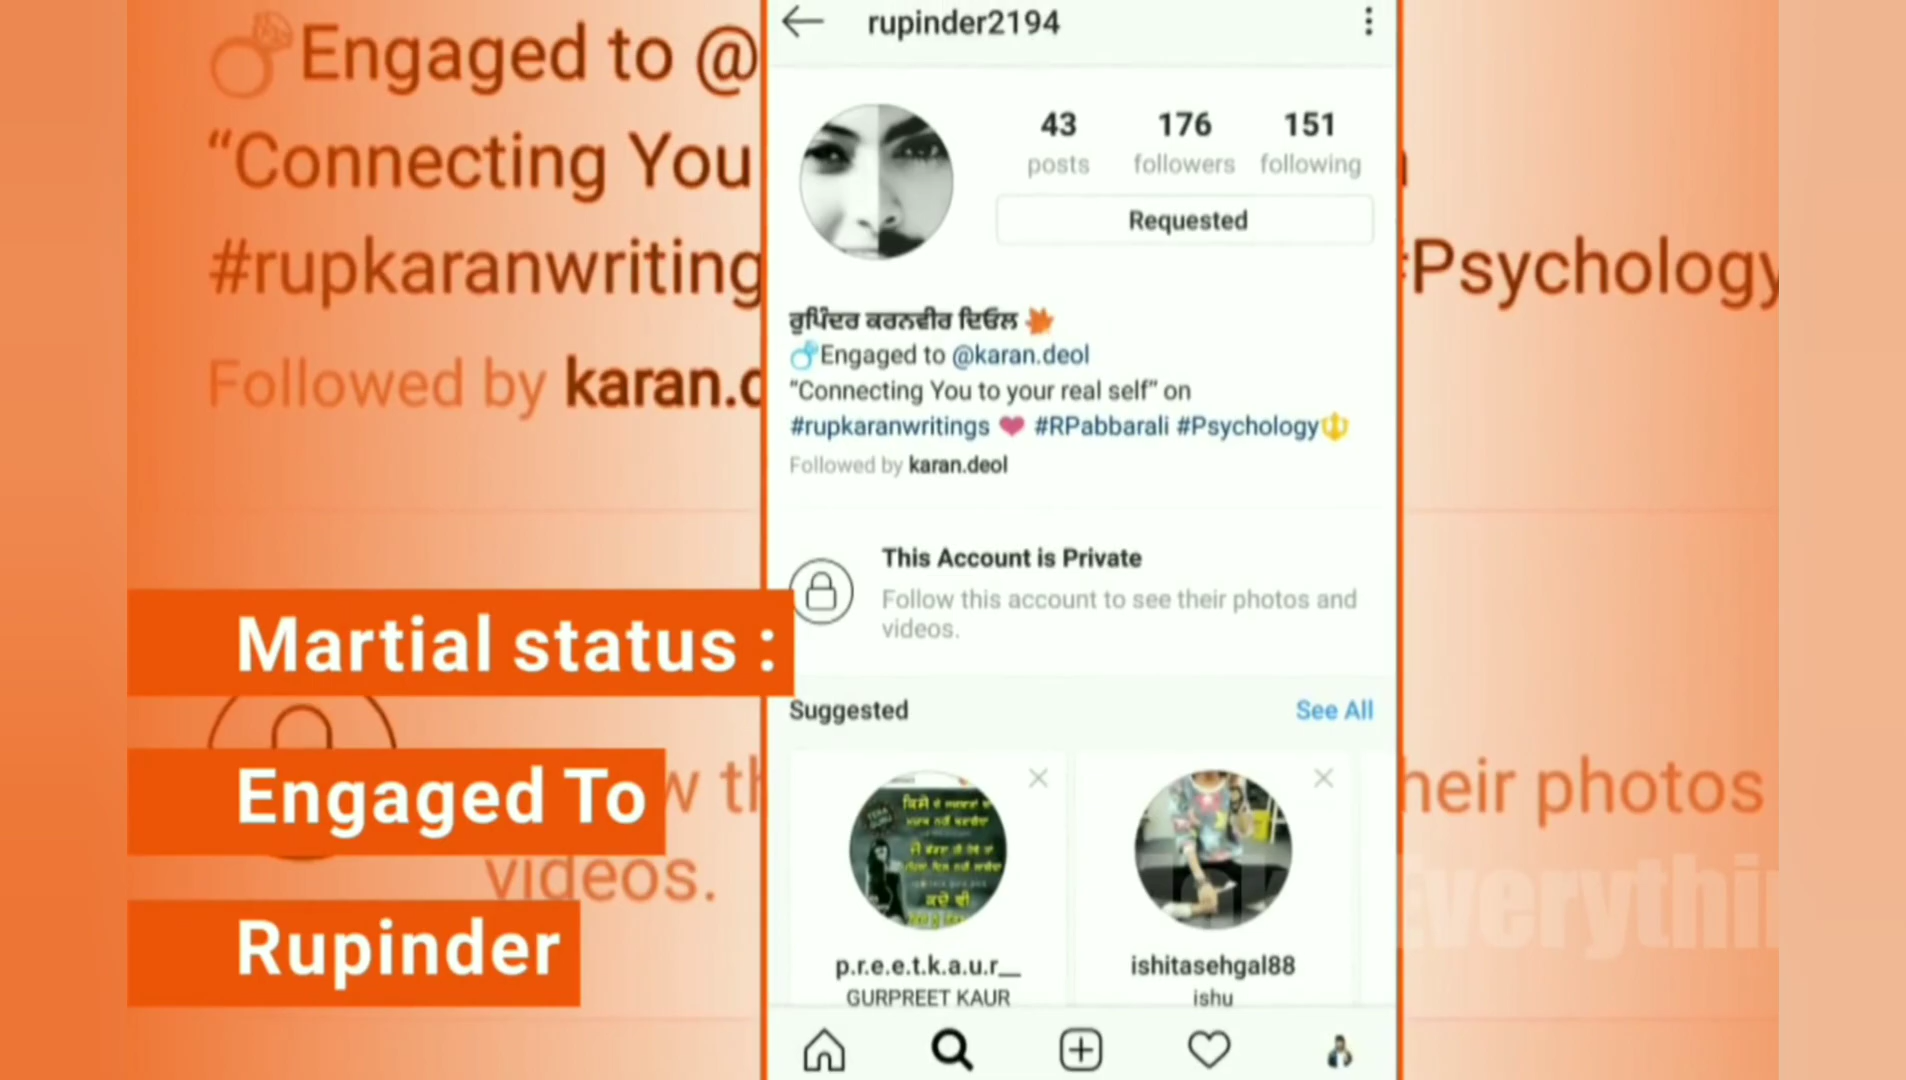 Engaged to @
“Connecting You
#rupkaranwriting
Psychology
Followed by karan.d
videos.
heir photos
Everythi
Martial status :
Engaged To
Rupinder
rupinder2194
43 176 151
posts followers following
Requested
ਰੁਪਿੰਦਰ ਕਰਨਵੀਰ ਦਿਓਲ 🍁
💍Engaged to @karan.deol
“Connecting You to your real self” on
#rupkaranwritings ❤ #RPabbarali #Psychology🔱
Followed by karan.deol
This Account is Private
Follow this account to see their photos and
videos.
Suggested See All
p.r.e.e.t.k.a.u.r__ ishitasehgal88
GURPREET KAUR ishu